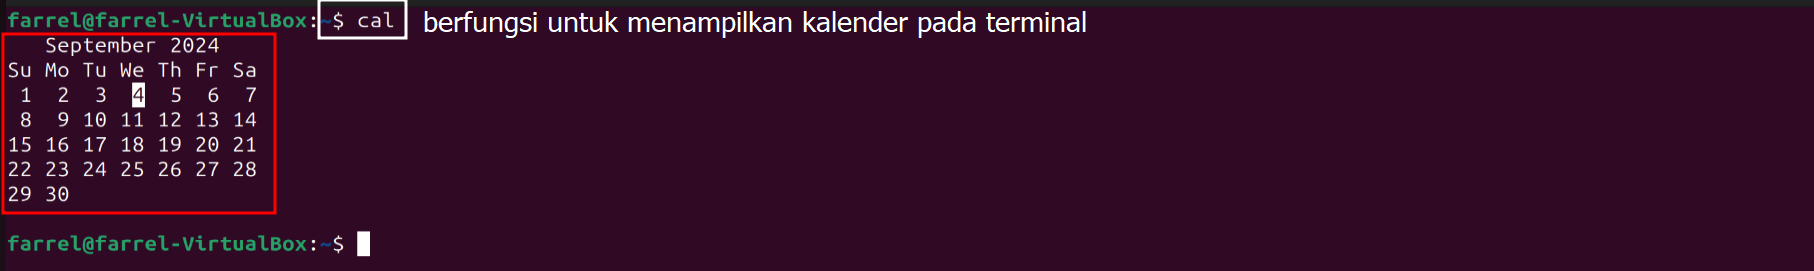 farrel@farrel-VirtualBox:~$ cal berfungsi untuk menampilkan kalender pada terminal
   September 2024
Su Mo Tu We Th Fr Sa
 1  2  3  4  5  6  7
 8  9 10 11 12 13 14
15 16 17 18 19 20 21
22 23 24 25 26 27 28
29 30
farrel@farrel-VirtualBox:~$